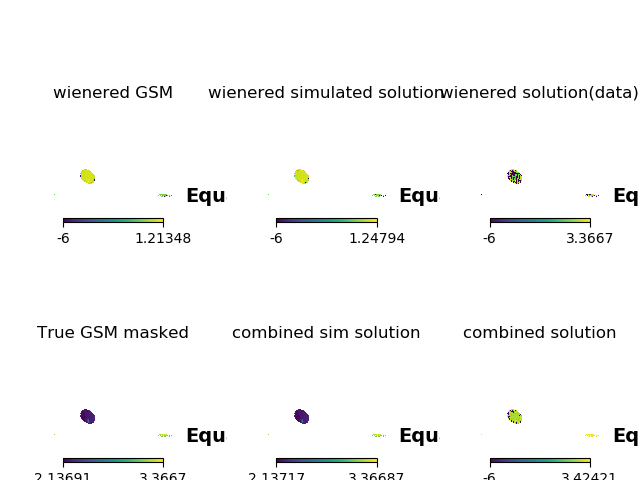 wienered GSM wienered simulated solution wienered solution(data)
Equ Equ Eq
-6 1.21348 -6 1.24794 -6 3.3667
True GSM masked combined sim solution combined solution
Equ Equ Eq
2.13691 3.3667 2.13717 3.36687 -6 3.42421